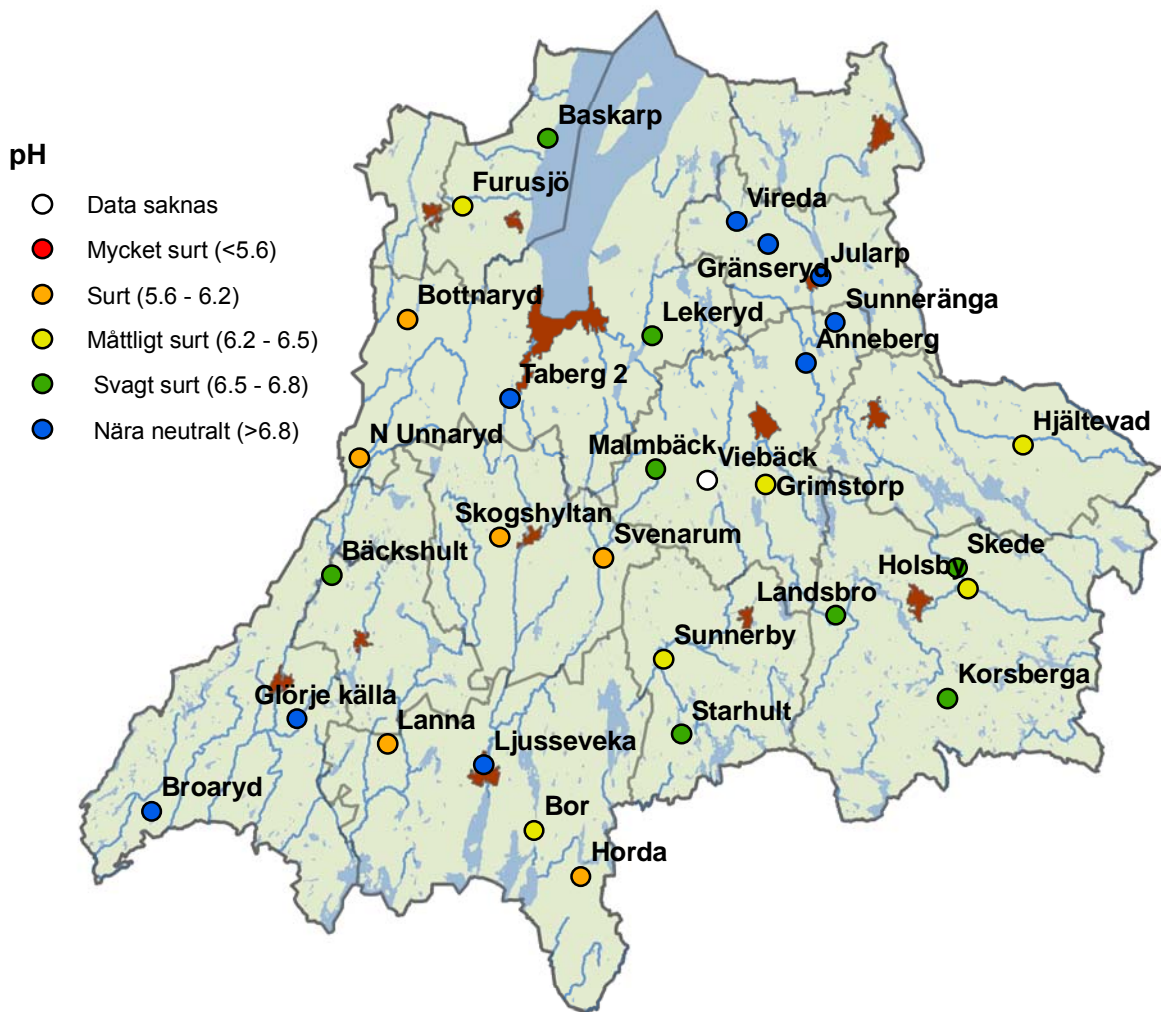 pH
Data saknas
Mycket surt (<5.6)
Surt (5.6 - 6.2)
Måttligt surt (6.2 - 6.5)
Svagt surt (6.5 - 6.8)
Nära neutralt (>6.8)
Baskarp
Furusjö
Vireda
Gränseryd
Jularp
Bottnaryd
Lekeryd
Sunneränga
Anneberg
Taberg 2
Hjältevad
N Unnaryd
Malmbäck
Viebäck
Grimstorp
Skogshyltan
Svenarum
Bäckshult
Skede
Holsby
Landsbro
Sunnerby
Korsberga
Glörje källa
Lanna
Starhult
Ljusseveka
Broaryd
Bor
Horda